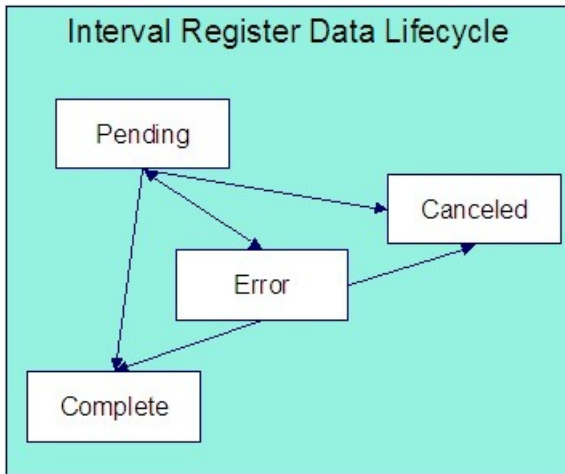 Interval Register Data Lifecycle
Pending
Canceled
Error
Complete